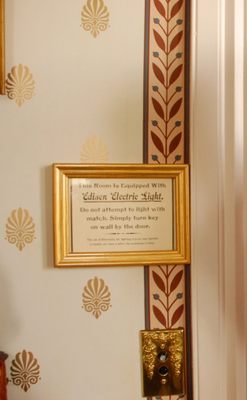 This Room Is Equipped With
Edison Electric Light.
Do not attempt to light with
match. Simply turn key
on wall by the door.